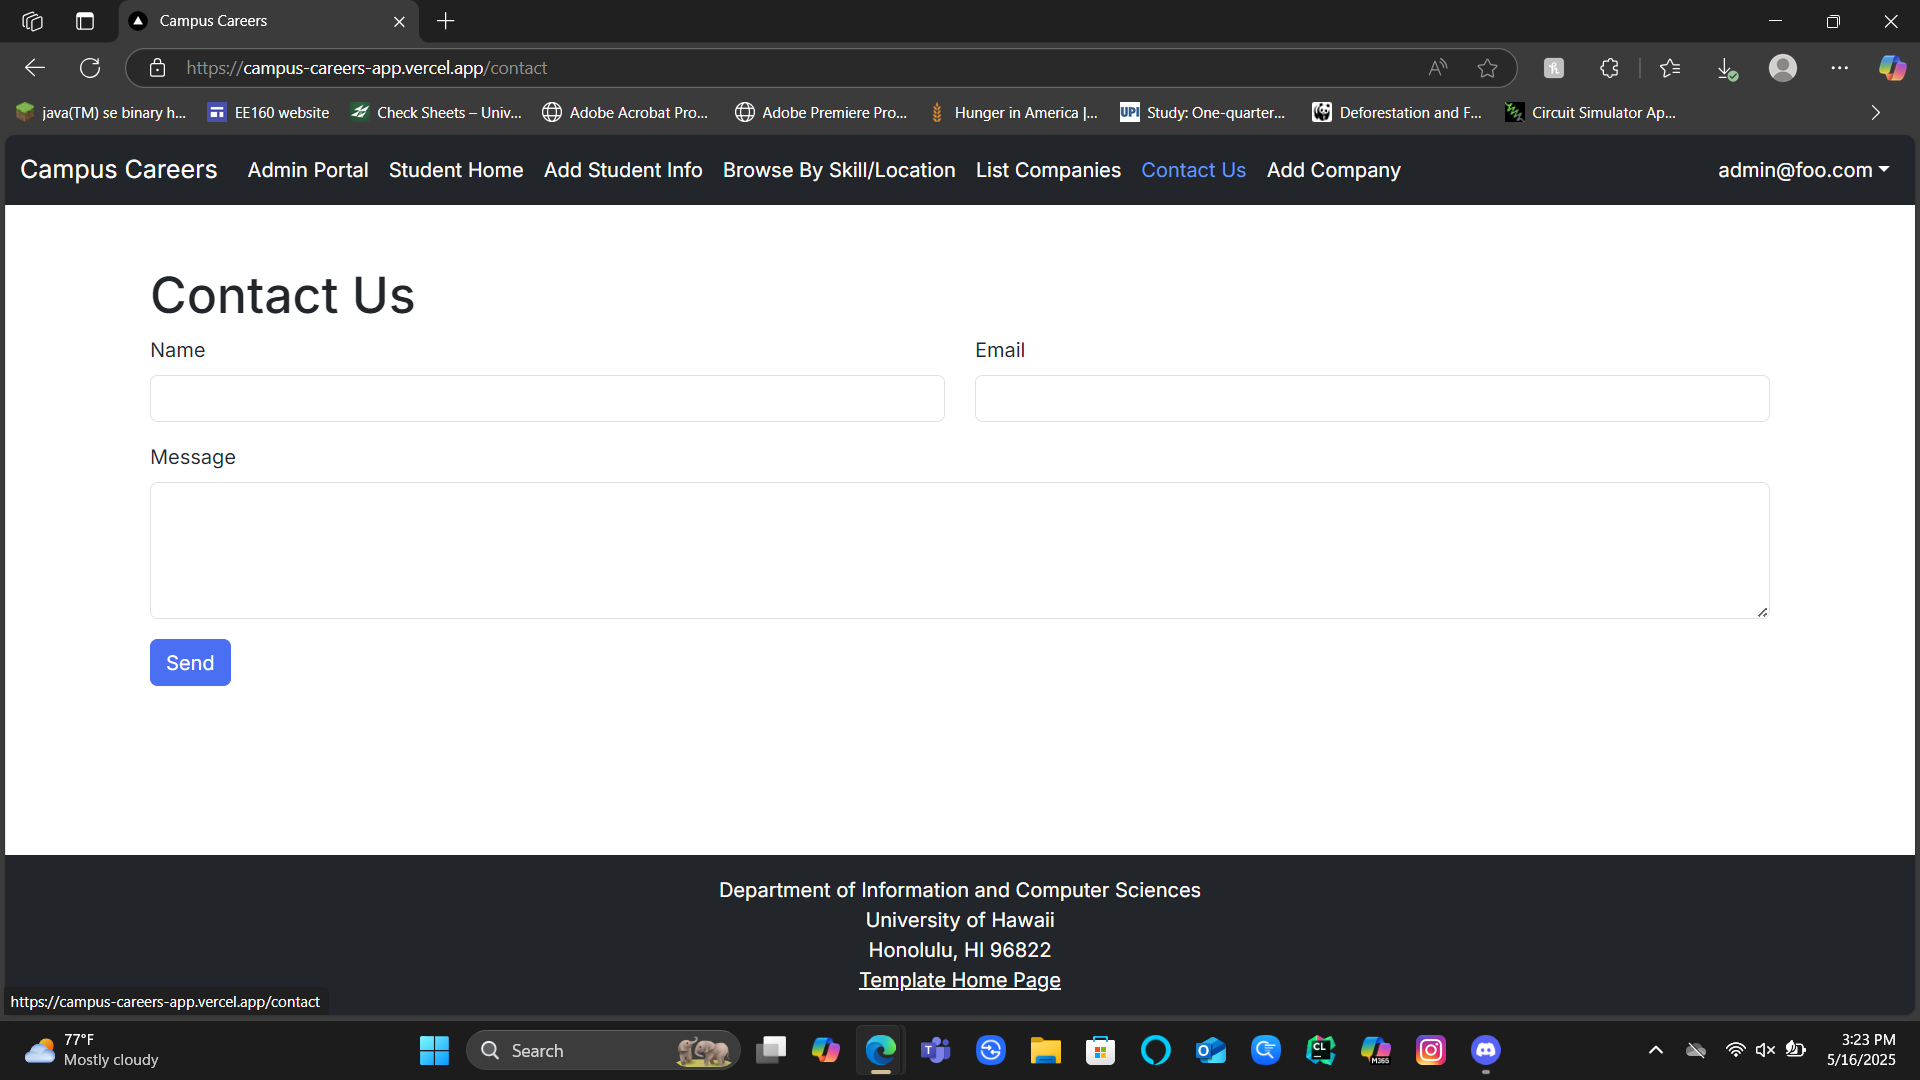 Campus Careers
https://campus-careers-app.vercel.app/contact
java(TM) se binary h...
EE160 website
Check Sheets – Univ...
Adobe Acrobat Pro...
Adobe Premiere Pro...
Hunger in America |...
UPI
Study: One-quarter...
Deforestation and F...
Circuit Simulator Ap...
Campus Careers
Admin Portal
Student Home
Add Student Info
Browse By Skill/Location
List Companies
Contact Us
Add Company
admin@foo.com
Contact Us
Name
Email
Message
Send
Department of Information and Computer Sciences
University of Hawaii
Honolulu, HI 96822
Template Home Page
https://campus-careers-app.vercel.app/contact
77°F
Mostly cloudy
Search
CL
M365
3:23 PM
5/16/2025